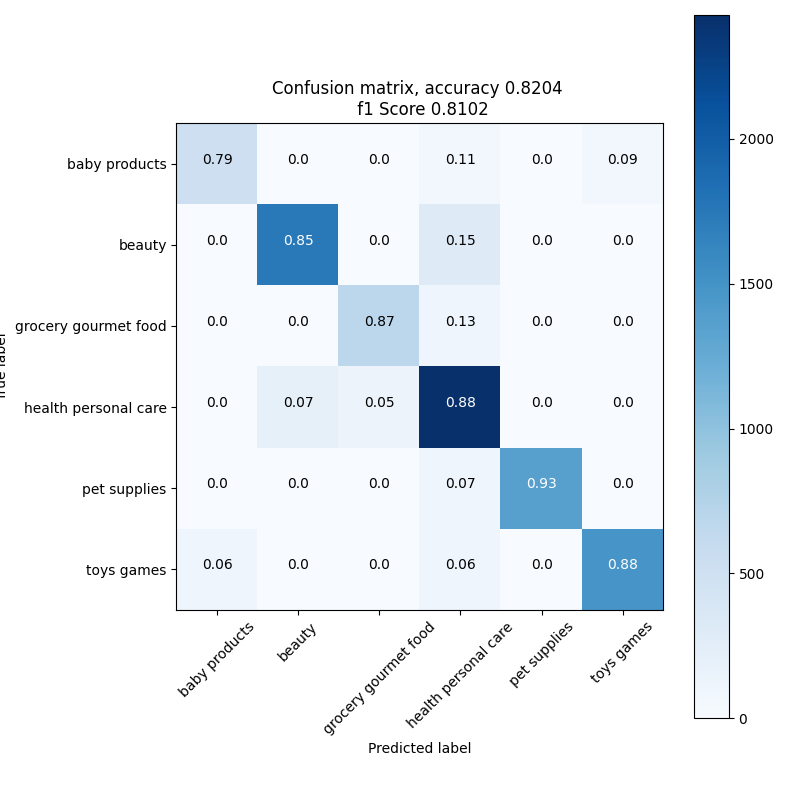 Confusion matrix, accuracy 0.8204
f1 Score 0.8102
baby products 0.79 0.0 0.0 0.11 0.0 0.09
beauty 0.0 0.85 0.0 0.15 0.0 0.0
grocery gourmet food 0.0 0.0 0.87 0.13 0.0 0.0
health personal care 0.0 0.07 0.05 0.88 0.0 0.0
pet supplies 0.0 0.0 0.0 0.07 0.93 0.0
toys games 0.06 0.0 0.0 0.06 0.0 0.88
baby products
beauty
grocery gourmet food
health personal care
pet supplies
toys games
Predicted label
2000
1500
1000
500
0